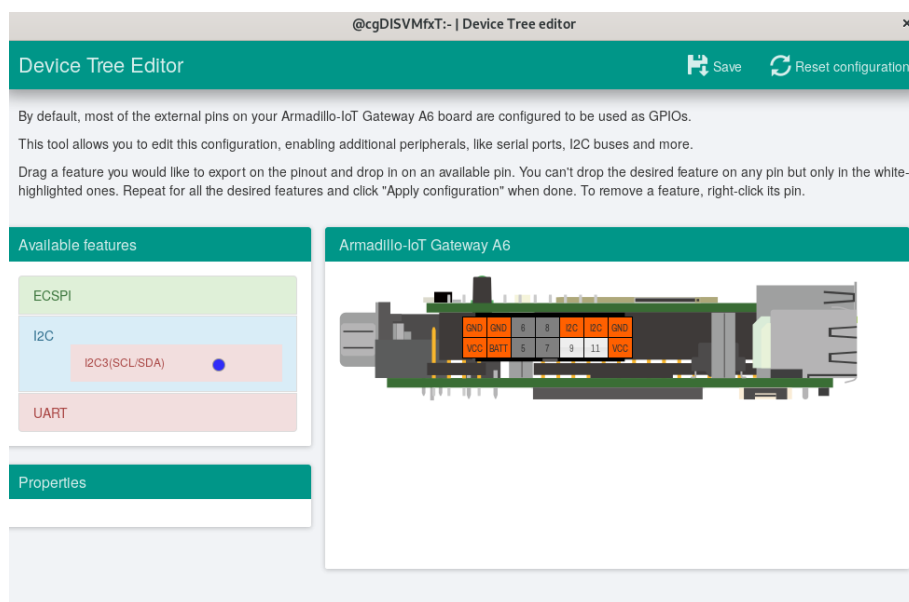 @cgDISVMfxT:~ | Device Tree editor
×
Device Tree Editor
Save
Reset configuration
By default, most of the external pins on your Armadillo-IoT Gateway A6 board are configured to be used as GPIOs.
This tool allows you to edit this configuration, enabling additional peripherals, like serial ports, I2C buses and more.
Drag a feature you would like to export on the pinout and drop in on an available pin. You can't drop the desired feature on any pin but only in the white-
highlighted ones. Repeat for all the desired features and click "Apply configuration" when done. To remove a feature, right-click its pin.
Available features
ECSPI
I2C
I2C3(SCL/SDA)
UART
Properties
Armadillo-IoT Gateway A6
GND GND 6 8 I2C I2C GND
VCC BATT 5 7 9 11 VCC